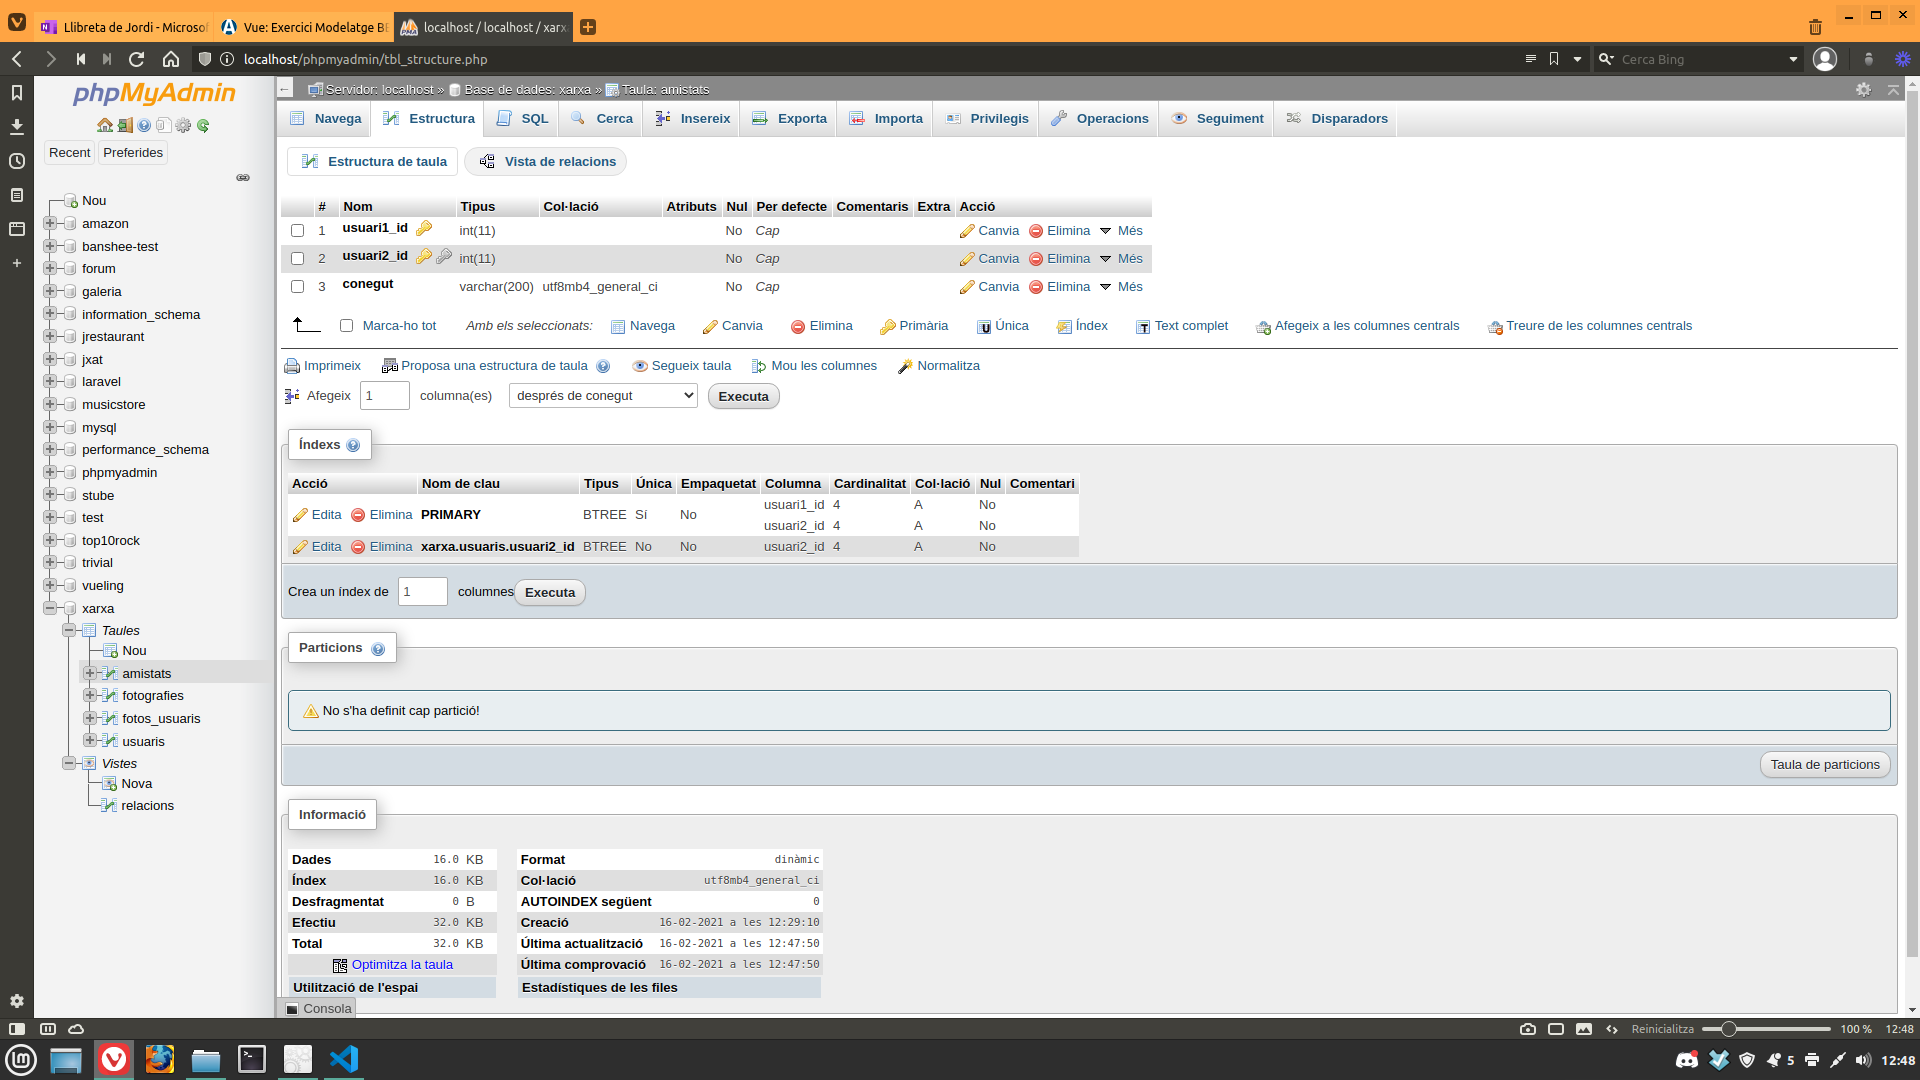 Llibreta de Jordi - Microsof
Vue: Exercici Modelatge BE
localhost / localhost / xarx
localhost/phpmyadmin/tbl_structure.php
Cerca Bing
phpMyAdmin
Recent
Preferides
Nou
amazon
banshee-test
forum
galeria
information_schema
jrestaurant
jxat
laravel
musicstore
mysql
performance_schema
phpmyadmin
stube
test
top10rock
trivial
vueling
xarxa
Taules
Nou
amistats
fotografies
fotos_usuaris
usuaris
Vistes
Nova
relacions
Servidor: localhost » Base de dades: xarxa » Taula: amistats
Navega Estructura SQL Cerca Insereix Exporta Importa Privilegis Operacions Seguiment Disparadors
Estructura de taula Vista de relacions
# Nom Tipus Col·lació Atributs Nul Per defecte Comentaris Extra Acció
1 usuari1_id int(11) No Cap Canvia Elimina Més
2 usuari2_id int(11) No Cap Canvia Elimina Més
3 conegut varchar(200) utf8mb4_general_ci No Cap Canvia Elimina Més
Marca-ho tot Amb els seleccionats: Navega Canvia Elimina Primària Única Índex Text complet Afegeix a les columnes centrals Treure de les columnes centrals
Imprimeix Proposa una estructura de taula Segueix taula Mou les columnes Normalitza
Afegeix 1 columna(es) després de conegut Executa
Índexs
Acció Nom de clau Tipus Única Empaquetat Columna Cardinalitat Col·lació Nul Comentari
Edita Elimina PRIMARY BTREE Sí No usuari1_id 4 A No
usuari2_id 4 A No
Edita Elimina xarxa.usuaris.usuari2_id BTREE No No usuari2_id 4 A No
Crea un índex de 1 columnes Executa
Particions
No s'ha definit cap partició!
Taula de particions
Informació
Dades 16.0 KB
Índex 16.0 KB
Desfragmentat 0 B
Efectiu 32.0 KB
Total 32.0 KB
Optimitza la taula
Utilització de l'espai
Format dinàmic
Col·lació utf8mb4_general_ci
AUTOINDEX següent 0
Creació 16-02-2021 a les 12:29:10
Última actualització 16-02-2021 a les 12:47:50
Última comprovació 16-02-2021 a les 12:47:50
Estadístiques de les files
Consola
Reinicialitza 100 % 12:48
5 12:48